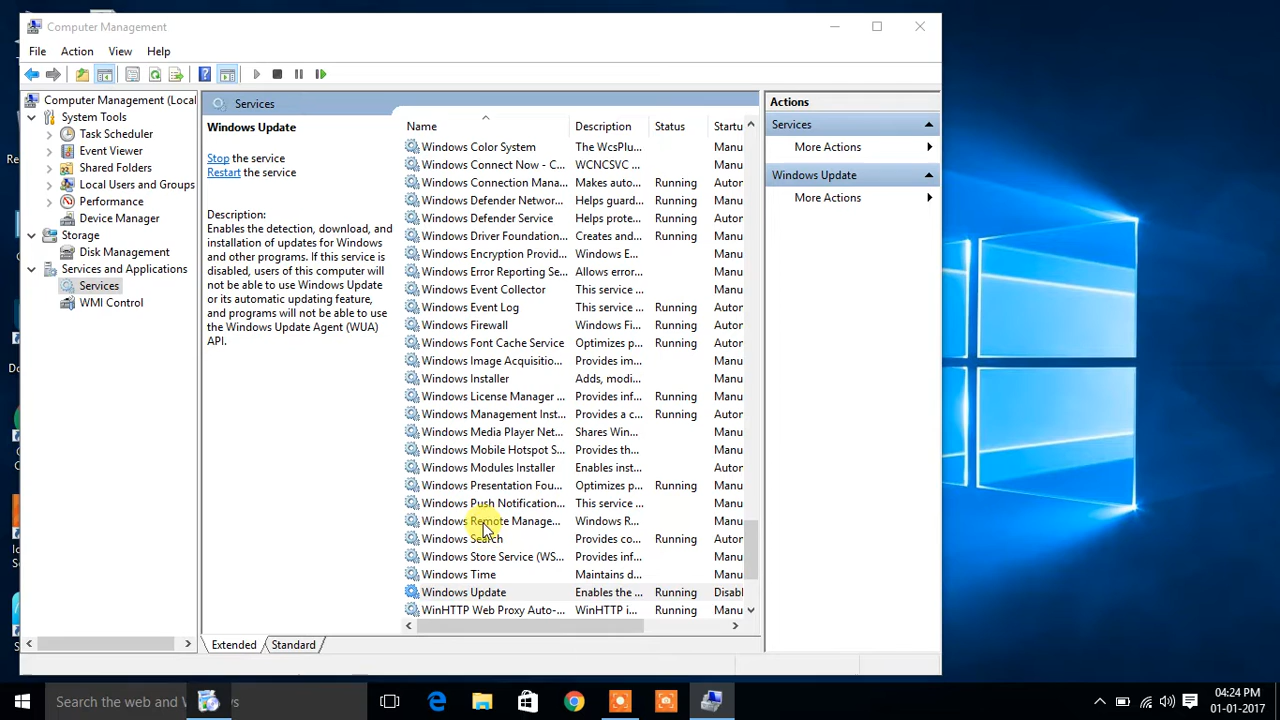 Computer Management
File Action View Help
Computer Management (Local
System Tools
Task Scheduler
Event Viewer
Shared Folders
Local Users and Groups
Performance
Device Manager
Storage
Disk Management
Services and Applications
Services
WMI Control
Services
Windows Update
Stop the service
Restart the service
Description:
Enables the detection, download, and
installation of updates for Windows
and other programs. If this service is
disabled, users of this computer will
not be able to use Windows Update
or its automatic updating feature,
and programs will not be able to use
the Windows Update Agent (WUA)
API.
Name Description Status Startu
Windows Color System The WcsPlu... Manu
Windows Connect Now - C... WCNCSVC ... Manu
Windows Connection Mana... Makes auto... Running Autor
Windows Defender Networ... Helps guard... Running Manu
Windows Defender Service Helps prote... Running Autor
Windows Driver Foundation... Creates and... Running Manu
Windows Encryption Provid... Windows E... Manu
Windows Error Reporting Se... Allows error... Manu
Windows Event Collector This service ... Manu
Windows Event Log This service ... Running Autor
Windows Firewall Windows Fi... Running Autor
Windows Font Cache Service Optimizes p... Running Autor
Windows Image Acquisitio... Provides im... Manu
Windows Installer Adds, modi... Manu
Windows License Manager ... Provides inf... Running Manu
Windows Management Inst... Provides a c... Running Autor
Windows Media Player Net... Shares Win... Manu
Windows Mobile Hotspot S... Provides th... Manu
Windows Modules Installer Enables inst... Autor
Windows Presentation Fou... Optimizes p... Running Manu
Windows Push Notification... This service ... Manu
Windows Remote Manage... Windows R... Manu
Windows Search Provides co... Running Autor
Windows Store Service (WS... Provides inf... Manu
Windows Time Maintains d... Manu
Windows Update Enables the ... Running Disabl
WinHTTP Web Proxy Auto-... WinHTTP i... Running Manu
Extended Standard
Actions
Services
More Actions
Windows Update
More Actions
Search the web and
ws
04:24 PM
01-01-2017